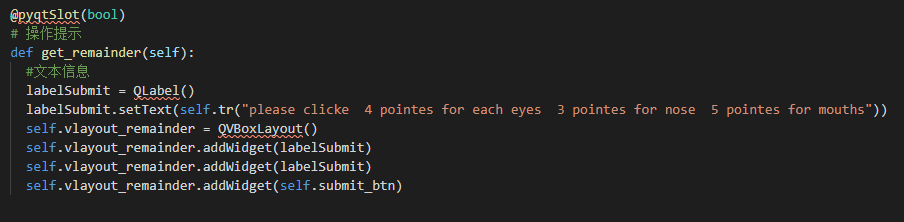 @pyqtSlot(bool)
# 操作提示
def get_remainder(self):
#文本信息
labelSubmit = QLabel()
labelSubmit.setText(self.tr("please clicke  4 pointes for each eyes  3 pointes for nose  5 pointes for mouths"))
self.vlayout_remainder = QVBoxLayout()
self.vlayout_remainder.addWidget(labelSubmit)
self.vlayout_remainder.addWidget(labelSubmit)
self.vlayout_remainder.addWidget(self.submit_btn)